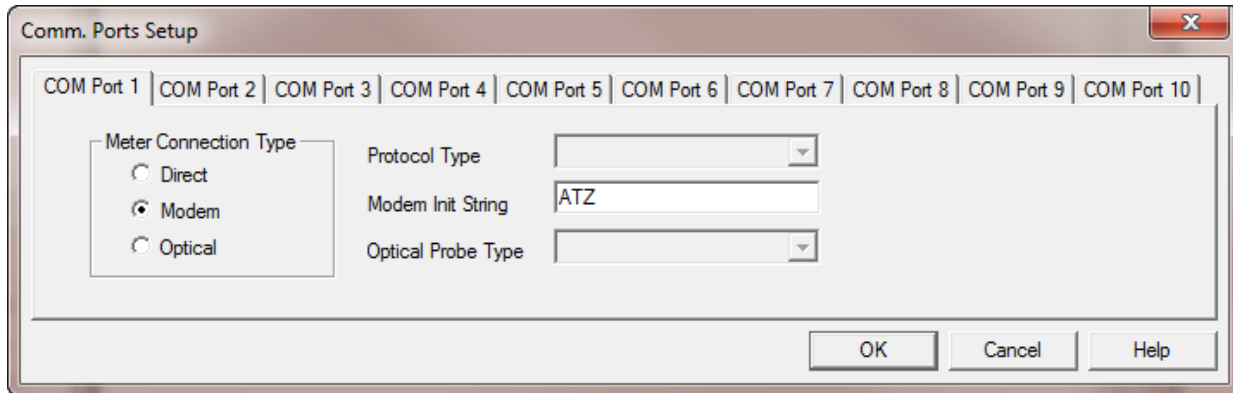 Comm. Ports Setup
COM Port 1 COM Port 2 COM Port 3 COM Port 4 COM Port 5 COM Port 6 COM Port 7 COM Port 8 COM Port 9 COM Port 10
Meter Connection Type
Direct
Modem
Optical
Protocol Type
Modem Init String ATZ
Optical Probe Type
OK Cancel Help